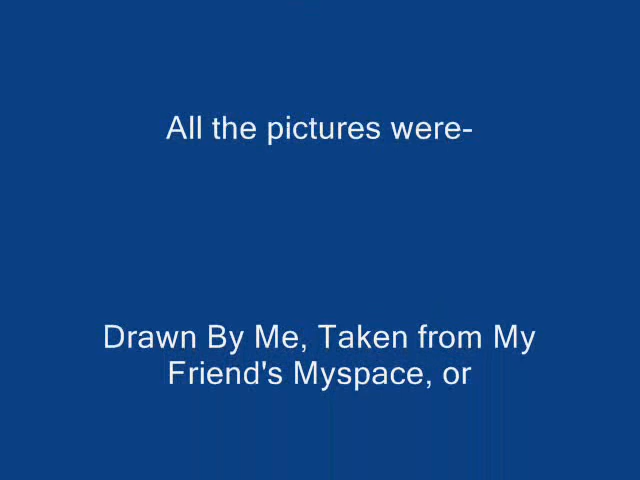 All the pictures were-
Drawn By Me, Taken from My
Friend's Myspace, or